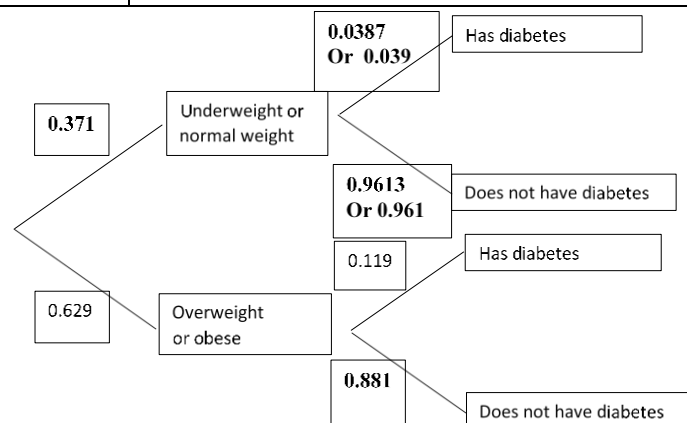 0.0387
Or 0.039
Has diabetes
0.371
Underweight or
normal weight
0.9613
Or 0.961
Does not have diabetes
0.119
Has diabetes
0.629
Overweight
or obese
0.881
Does not have diabetes